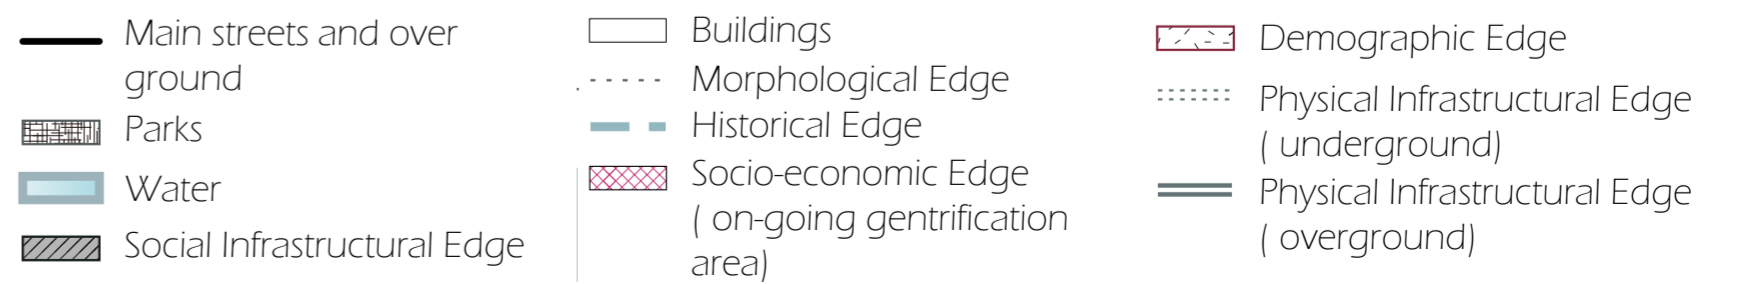 Main streets and over
ground
Parks
Water
Social Infrastructural Edge
Buildings
Morphological Edge
Historical Edge
Socio-economic Edge
( on-going gentrification
area)
Demographic Edge
Physical Infrastructural Edge
( underground)
Physical Infrastructural Edge
( overground)